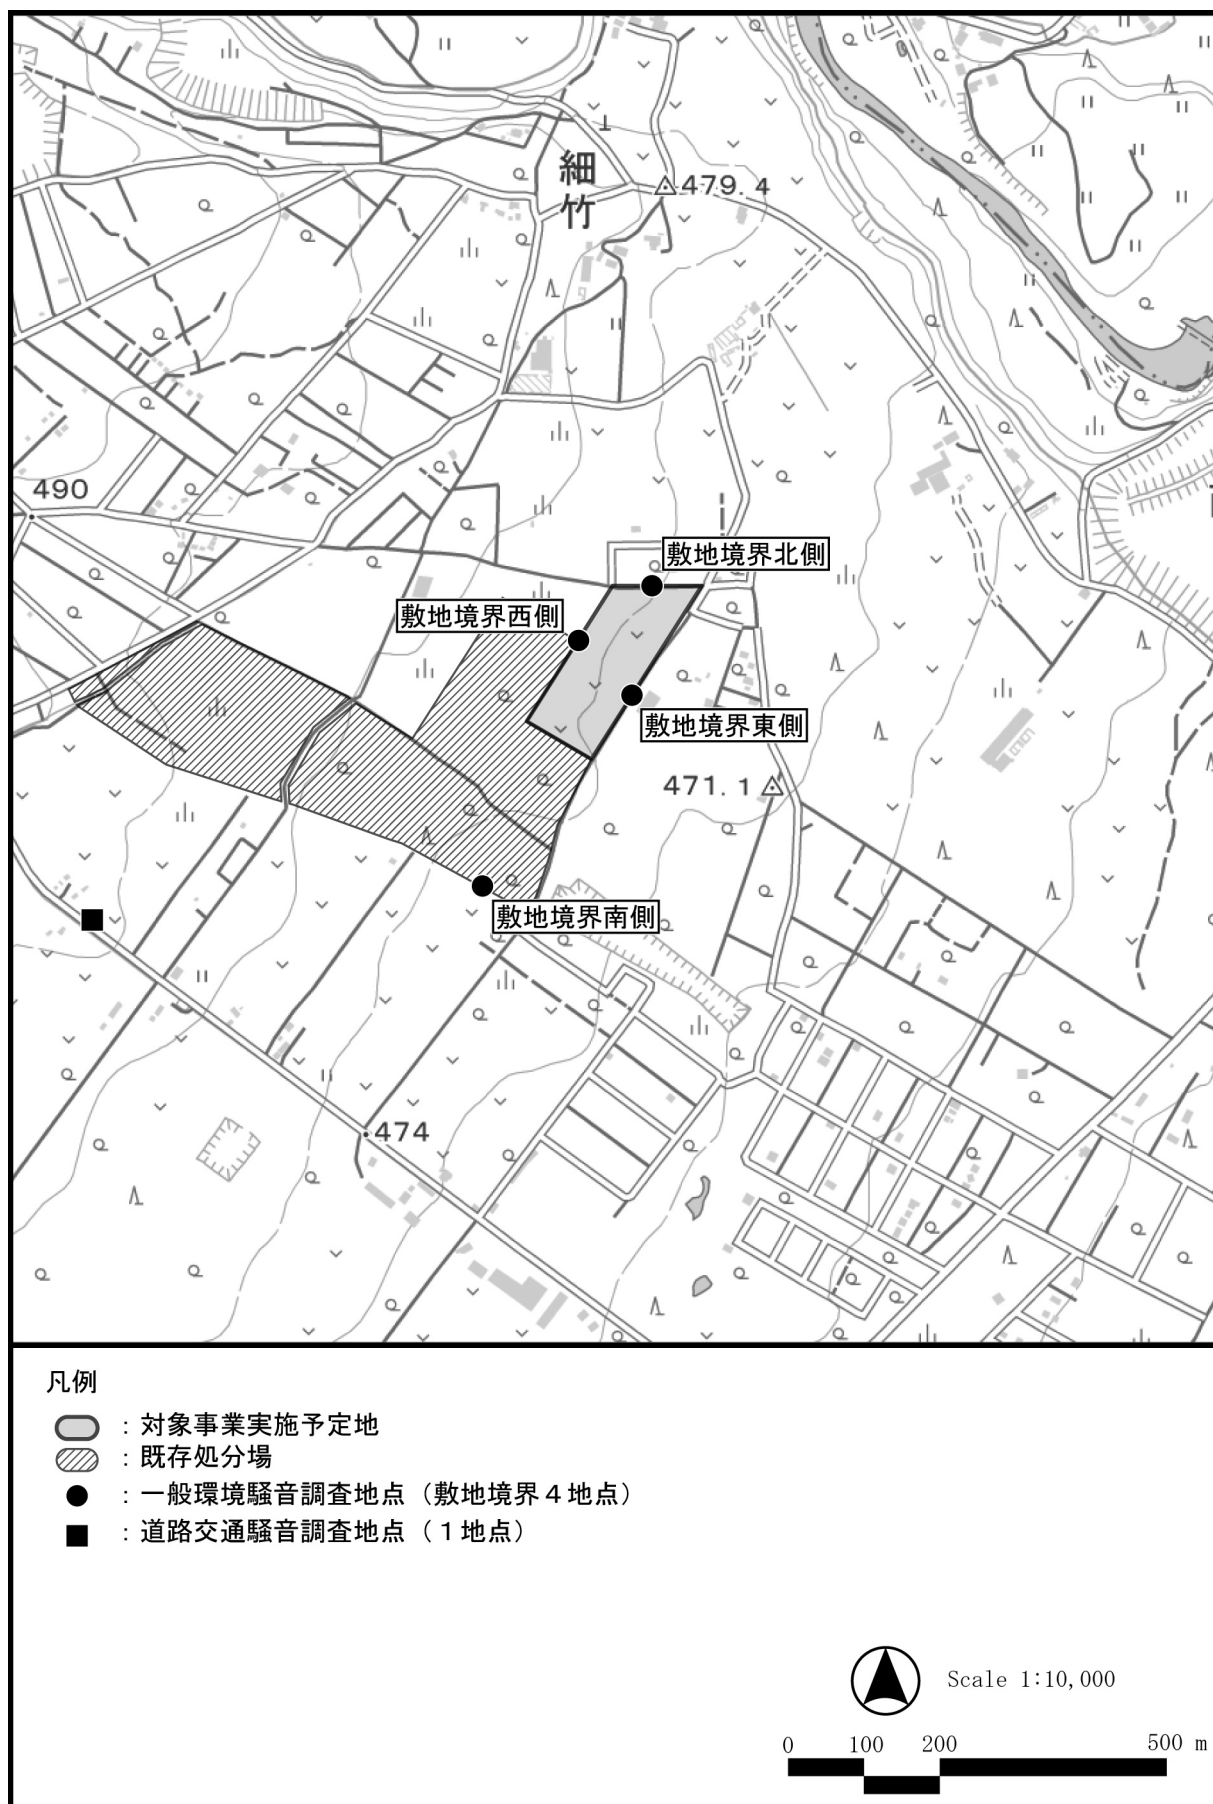 細竹
479.4
490
敷地境界北側
敷地境界西側
敷地境界東側
471.1
敷地境界南側
474
凡例
：対象事業実施予定地
：既存処分場
：一般環境騒音調査地点（敷地境界４地点）
：道路交通騒音調査地点（１地点）
Scale 1:10,000
0 100 200 500 m